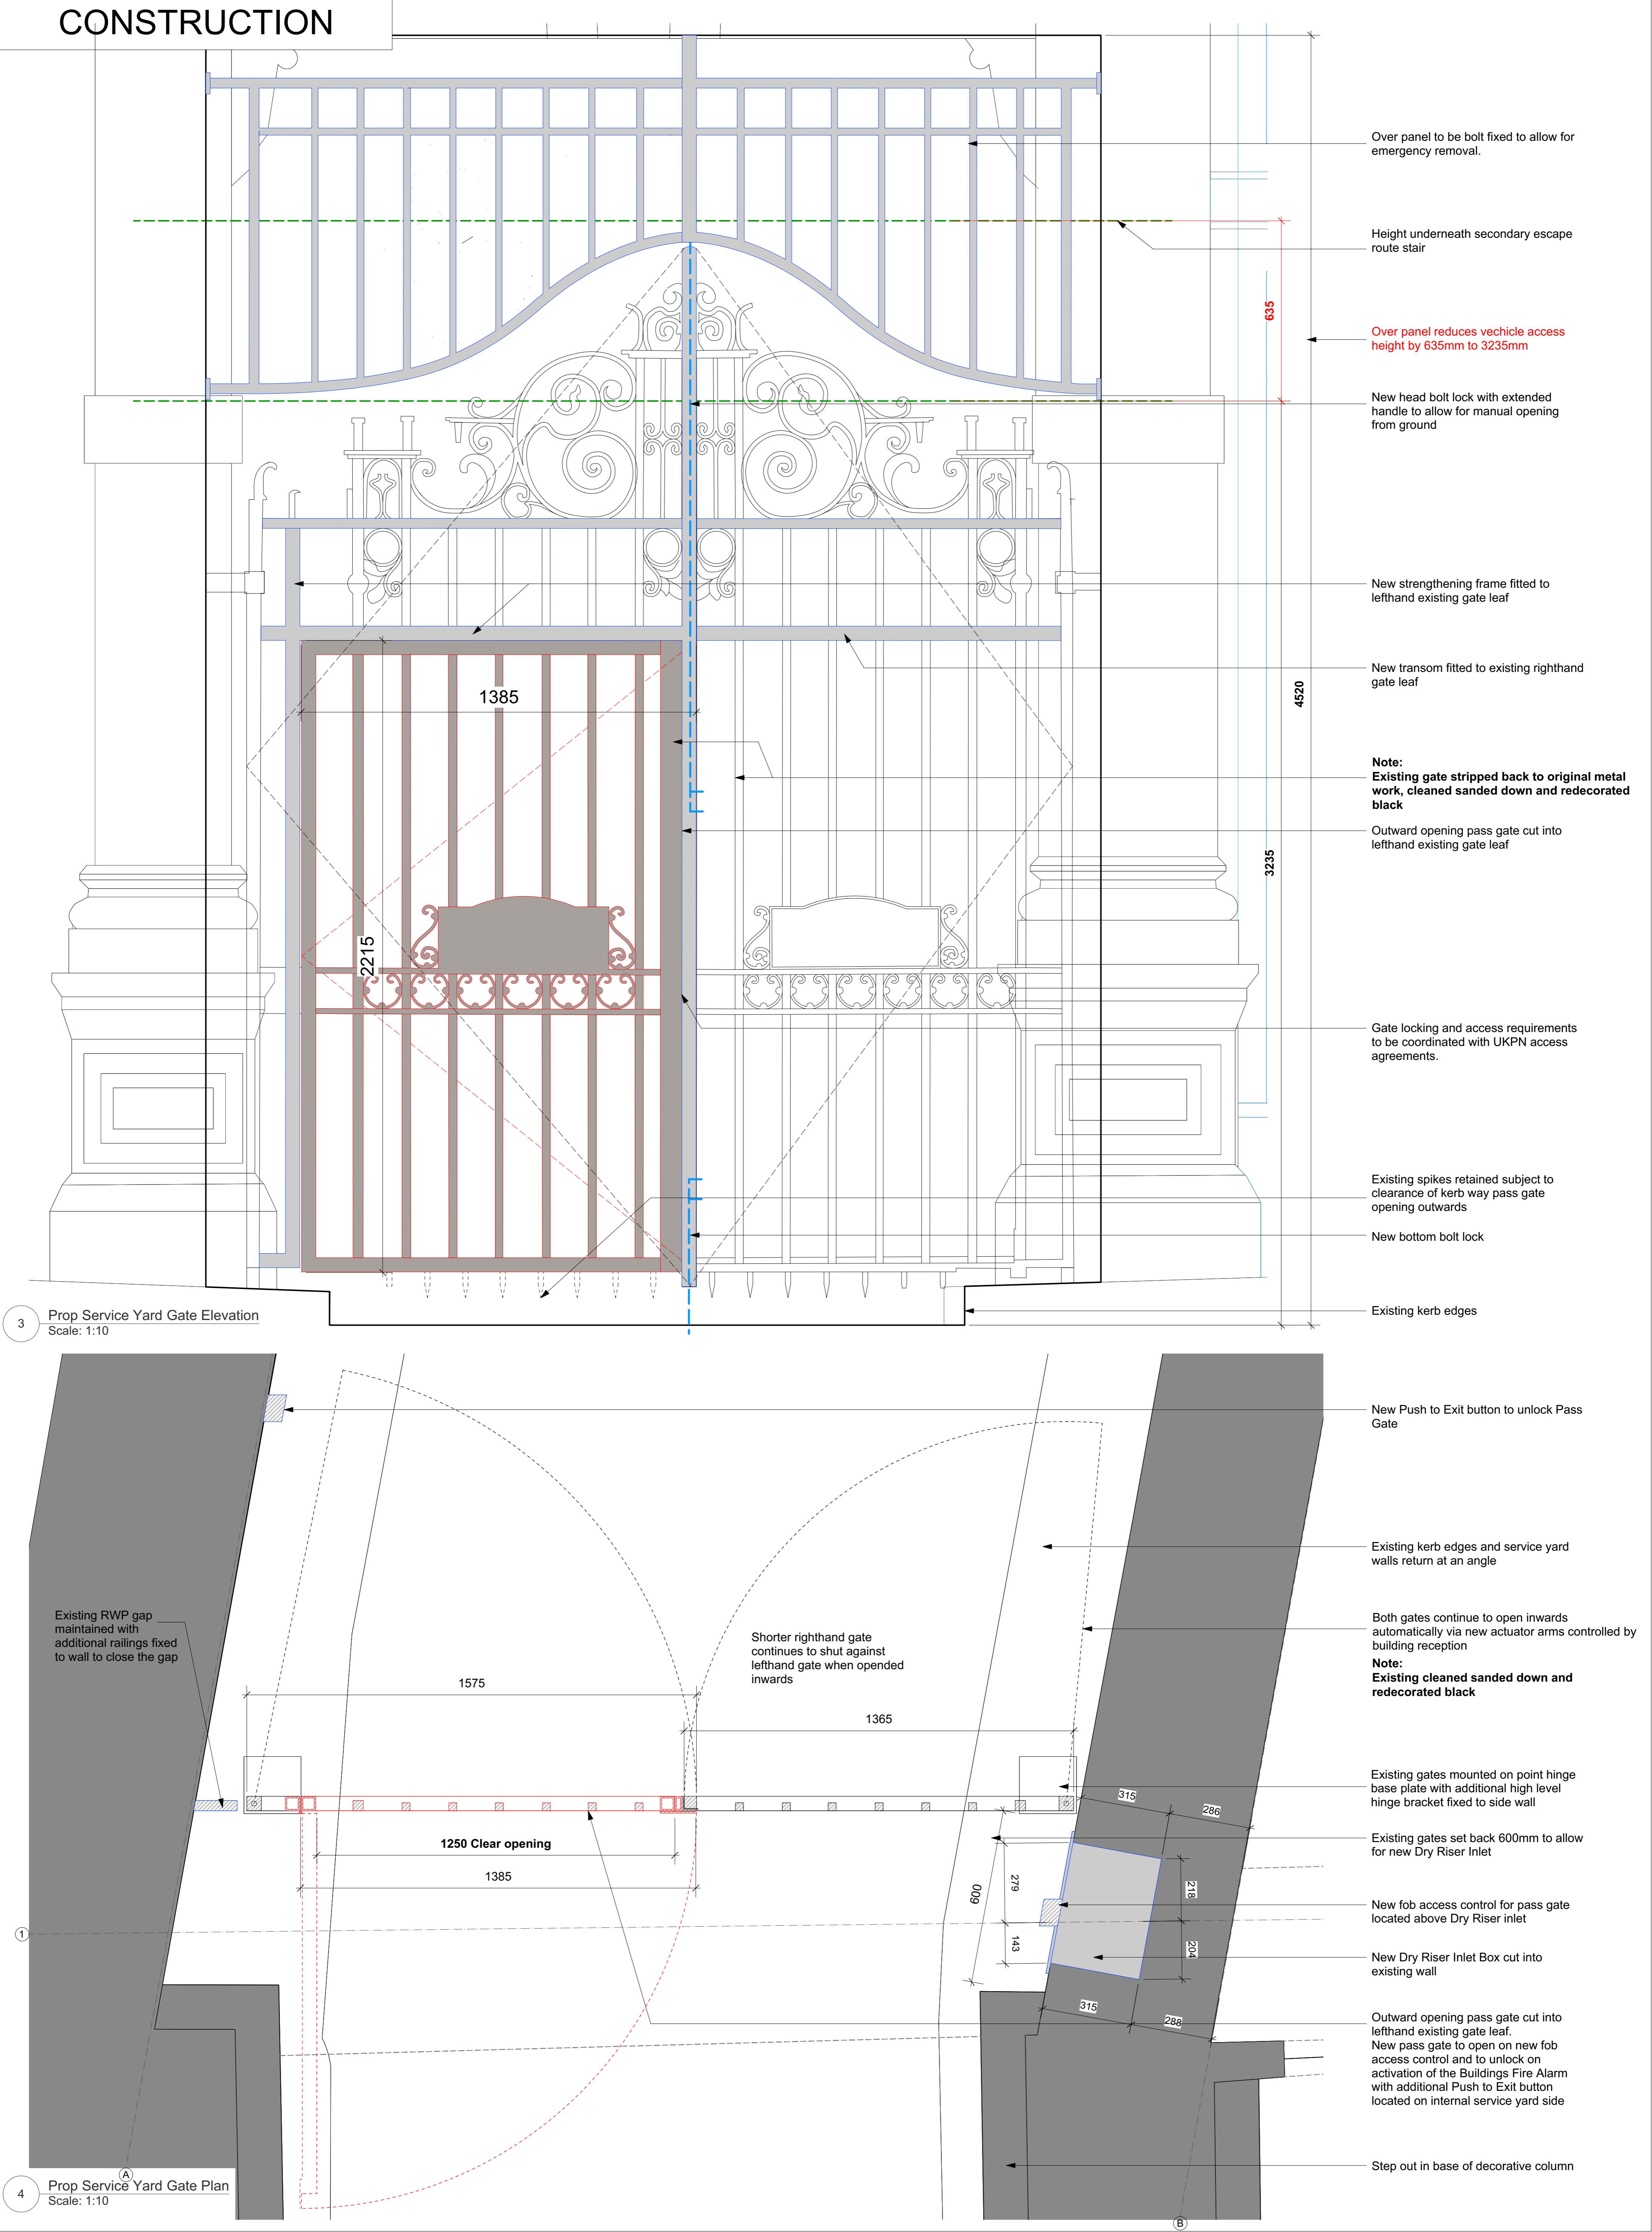 CONSTRUCTION
Over panel to be bolt fixed to allow for
emergency removal.
Height underneath secondary escape
route stair
635
Over panel reduces vechicle access
height by 635mm to 3235mm
New head bolt lock with extended
handle to allow for manual opening
from ground
New strengthening frame fitted to
lefthand existing gate leaf
New transom fitted to existing righthand
gate leaf
1385
4520
Note:
Existing gate stripped back to original metal
work, cleaned sanded down and redecorated
black
Outward opening pass gate cut into
lefthand existing gate leaf
3235
2215
Gate locking and access requirements
to be coordinated with UKPN access
agreements.
Existing spikes retained subject to
clearance of kerb way pass gate
opening outwards
New bottom bolt lock
Existing kerb edges
3
Prop Service Yard Gate Elevation
Scale: 1:10
New Push to Exit button to unlock Pass
Gate
Existing kerb edges and service yard
walls return at an angle
Existing RWP gap
maintained with
additional railings fixed
to wall to close the gap
Shorter righthand gate
continues to shut against
lefthand gate when opended
inwards
Both gates continue to open inwards
automatically via new actuator arms controlled by
building reception
Note:
Existing cleaned sanded down and
redecorated black
1575
1365
Existing gates mounted on point hinge
base plate with additional high level
hinge bracket fixed to side wall
315
286
1250 Clear opening
1385
Existing gates set back 600mm to allow
for new Dry Riser Inlet
600
279
218
New fob access control for pass gate
located above Dry Riser inlet
1
143
204
New Dry Riser Inlet Box cut into
existing wall
315
288
Outward opening pass gate cut into
lefthand existing gate leaf.
New pass gate to open on new fob
access control and to unlock on
activation of the Buildings Fire Alarm
with additional Push to Exit button
located on internal service yard side
Step out in base of decorative column
A
4
Prop Service Yard Gate Plan
Scale: 1:10
B